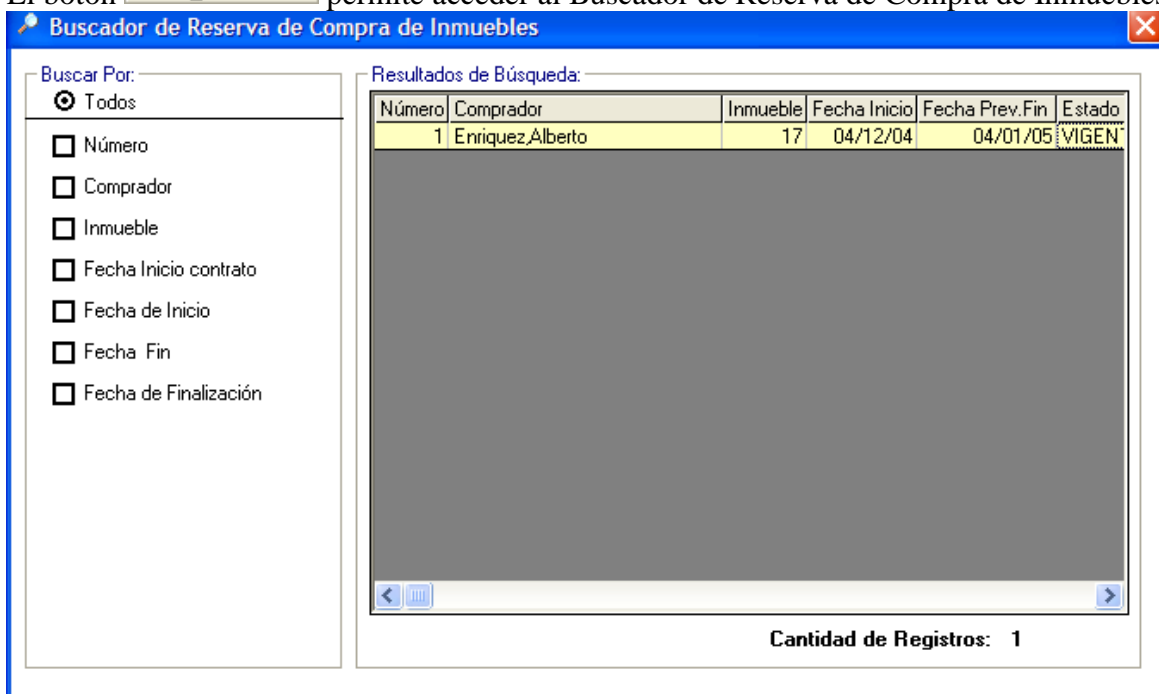 El botón permite acceder al Buscador de Reserva de Compra de Inmuebles
Buscador de Reserva de Compra de Inmuebles
Buscar Por:
Todos
Número
Comprador
Inmueble
Fecha Inicio contrato
Fecha de Inicio
Fecha Fin
Fecha de Finalización
Resultados de Búsqueda:
Número Comprador Inmueble Fecha Inicio Fecha Prev.Fin Estado
1 Enriquez,Alberto 17 04/12/04 04/01/05 VIGENT
Cantidad de Registros: 1